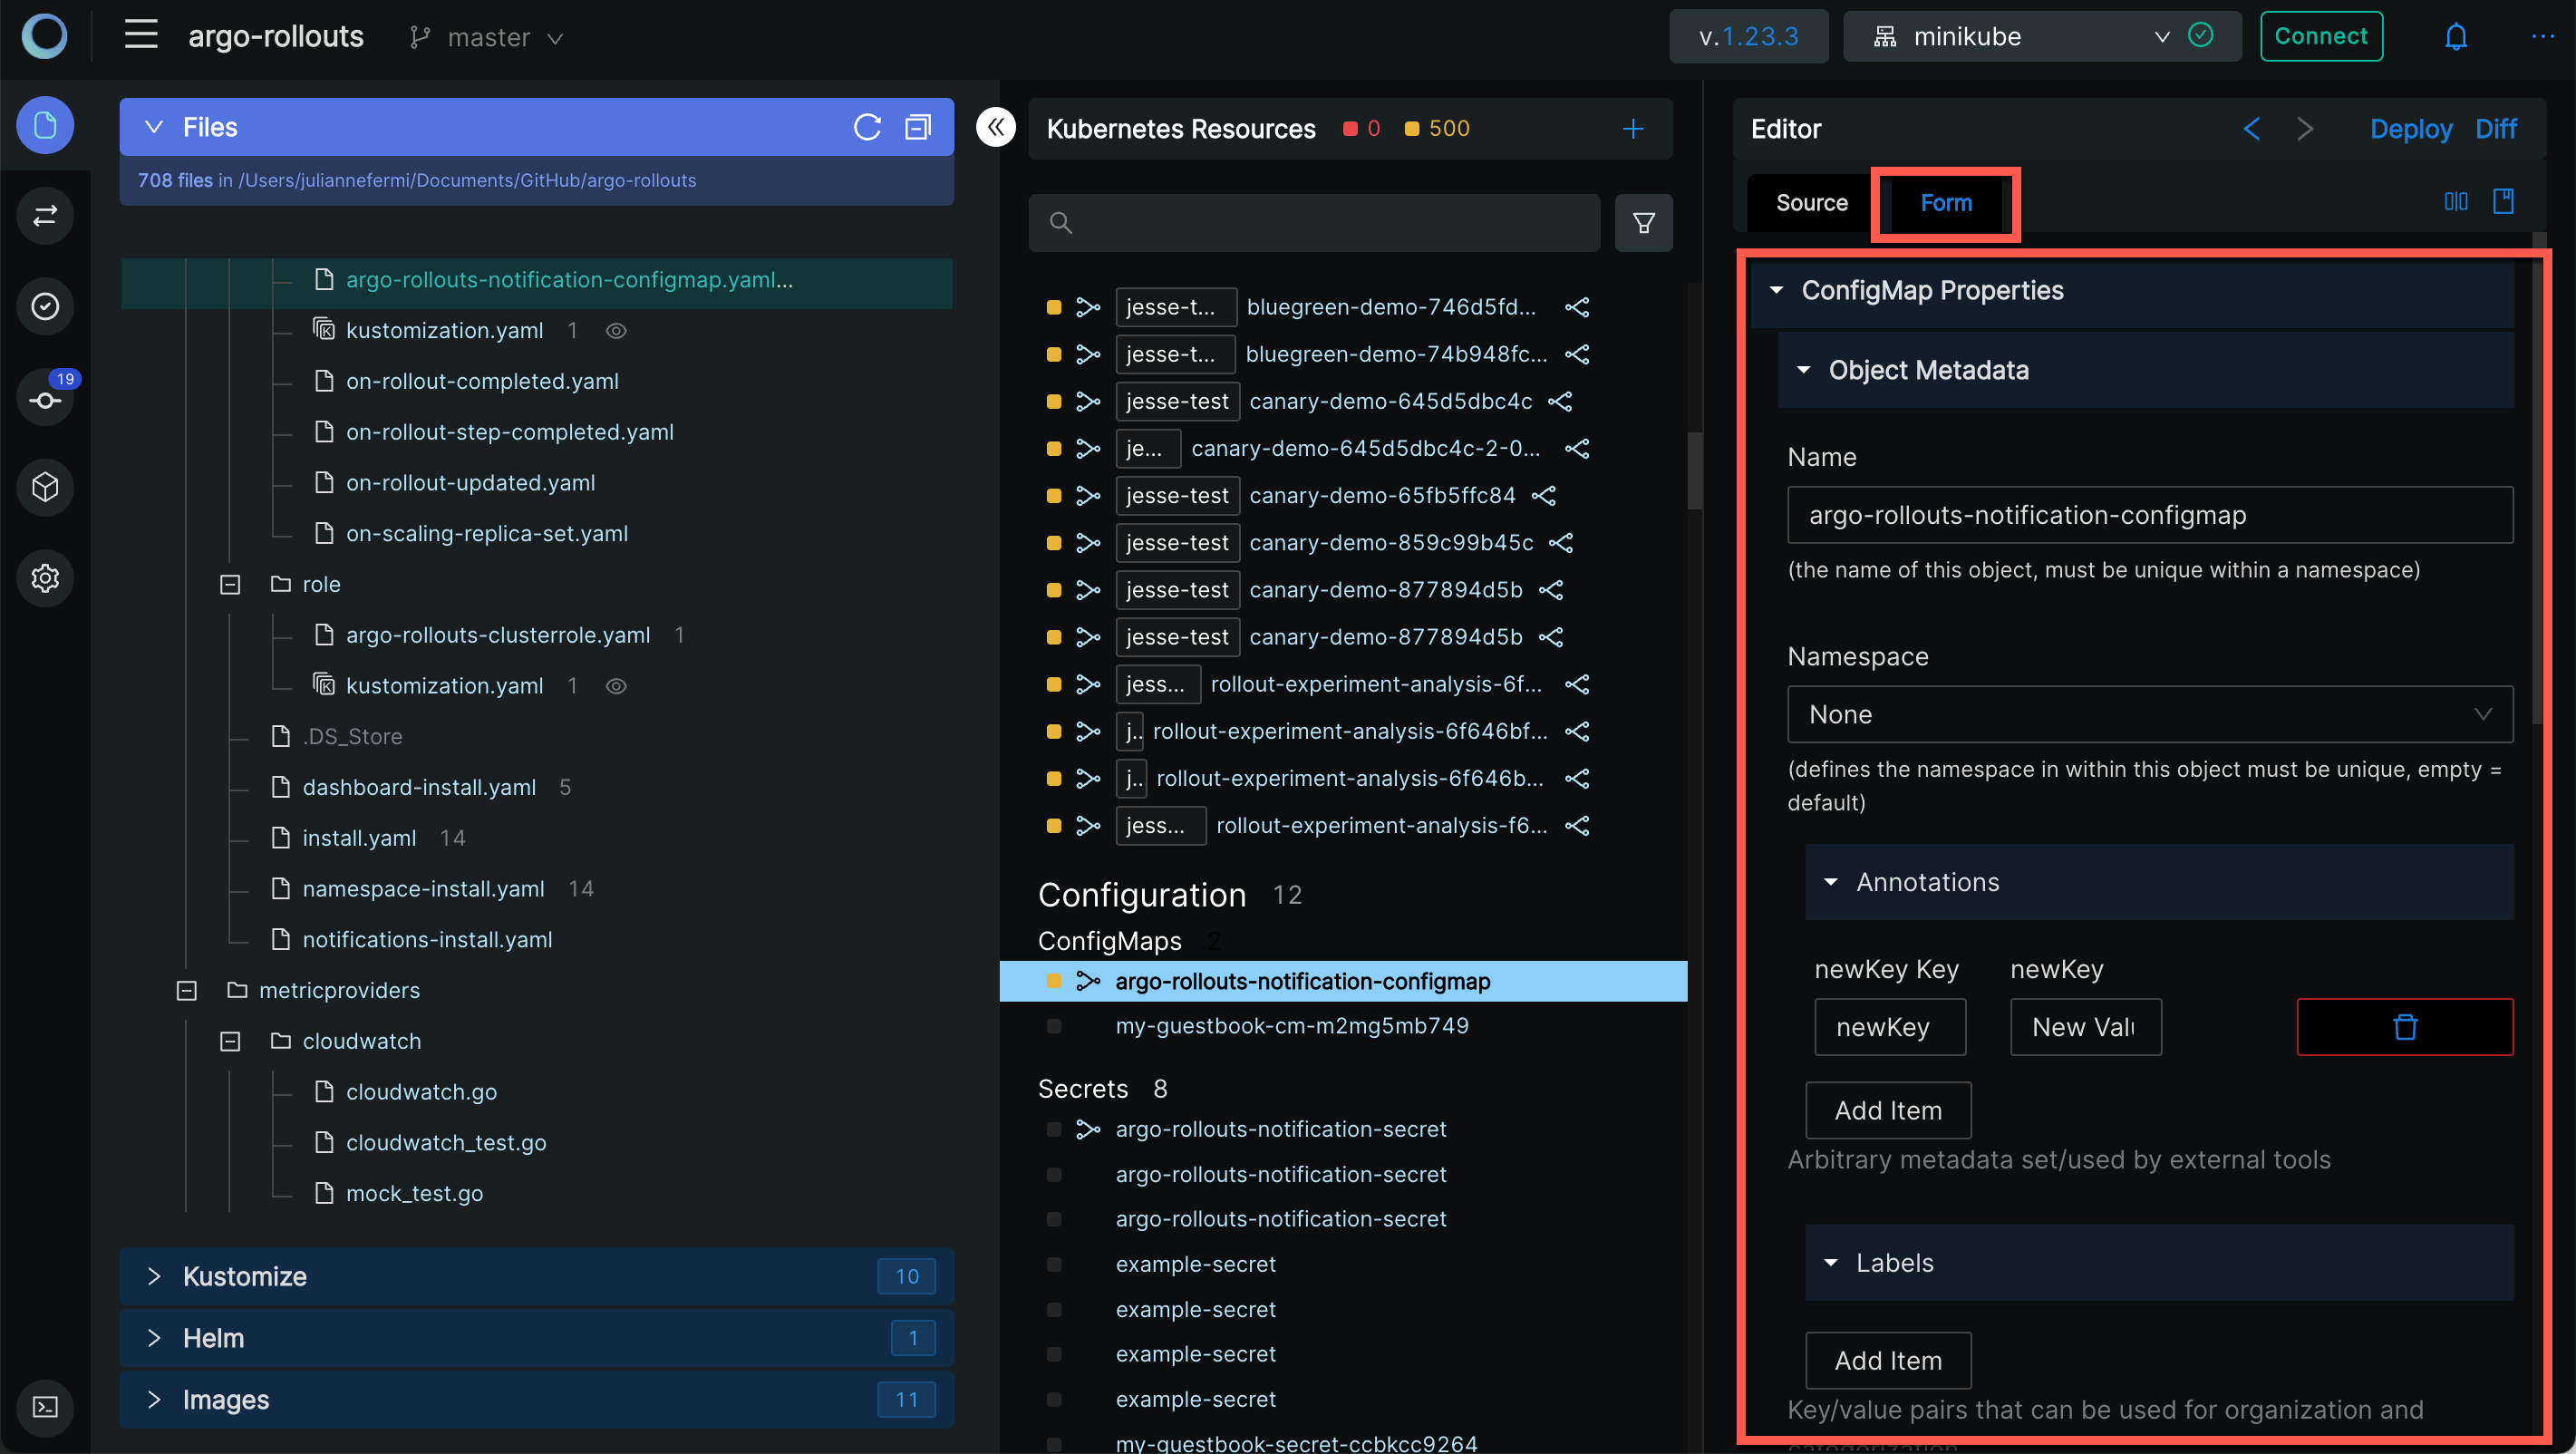 argo-rollouts master v.1.23.3 minikube Connect
Files
708 files in /Users/juliannefermi/Documents/GitHub/argo-rollouts
argo-rollouts-notification-configmap.yaml...
kustomization.yaml 1
on-rollout-completed.yaml
on-rollout-step-completed.yaml
on-rollout-updated.yaml
on-scaling-replica-set.yaml
role
argo-rollouts-clusterrole.yaml 1
kustomization.yaml 1
.DS_Store
dashboard-install.yaml 5
install.yaml 14
namespace-install.yaml 14
notifications-install.yaml
metricproviders
cloudwatch
cloudwatch.go
cloudwatch_test.go
mock_test.go
Kustomize 10
Helm 1
Images 11
19
Kubernetes Resources 0 500
jesse-t... bluegreen-demo-746d5fd...
jesse-t... bluegreen-demo-74b948fc...
jesse-test canary-demo-645d5dbc4c
je... canary-demo-645d5dbc4c-2-0...
jesse-test canary-demo-65fb5ffc84
jesse-test canary-demo-859c99b45c
jesse-test canary-demo-877894d5b
jesse-test canary-demo-877894d5b
jess... rollout-experiment-analysis-6f...
j.. rollout-experiment-analysis-6f646bf...
j.. rollout-experiment-analysis-6f646b...
jess... rollout-experiment-analysis-f6...
Configuration 12
ConfigMaps 2
argo-rollouts-notification-configmap
my-guestbook-cm-m2mg5mb749
Secrets 8
argo-rollouts-notification-secret
argo-rollouts-notification-secret
argo-rollouts-notification-secret
example-secret
example-secret
example-secret
example-secret
my-guestbook-secret-ccbkcc9264
Editor Deploy Diff
Source Form
ConfigMap Properties
Object Metadata
Name
argo-rollouts-notification-configmap
(the name of this object, must be unique within a namespace)
Namespace
None
(defines the namespace in within this object must be unique, empty =
default)
Annotations
newKey Key newKey
newKey New Valu
Add Item
Arbitrary metadata set/used by external tools
Labels
Add Item
Key/value pairs that can be used for organization and